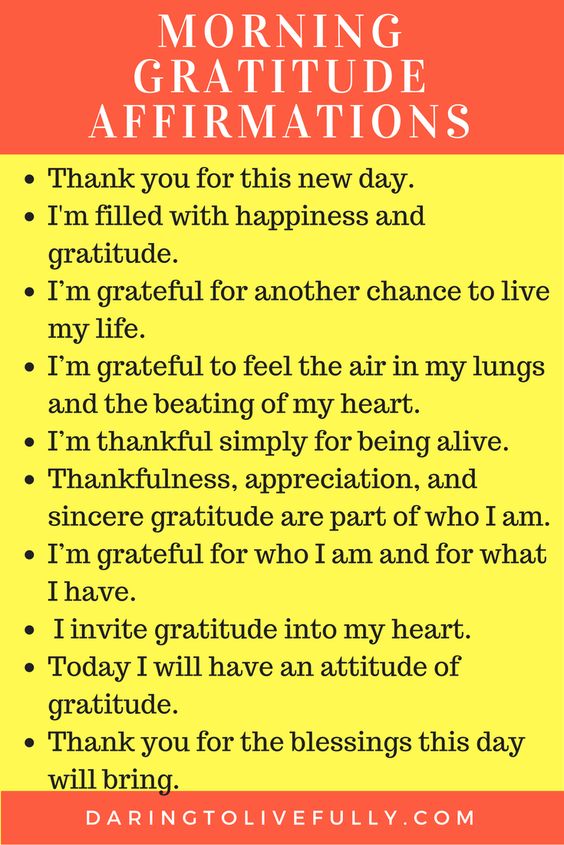 MORNING
GRATITUDE
AFFIRMATIONS
• Thank you for this new day.
• I'm filled with happiness and
gratitude.
• I’m grateful for another chance to live
my life.
• I’m grateful to feel the air in my lungs
and the beating of my heart.
• I’m thankful simply for being alive.
• Thankfulness, appreciation, and
sincere gratitude are part of who I am.
• I’m grateful for who I am and for what
I have.
• I invite gratitude into my heart.
• Today I will have an attitude of
gratitude.
• Thank you for the blessings this day
will bring.
DARINGTOLIVEFULLY.COM